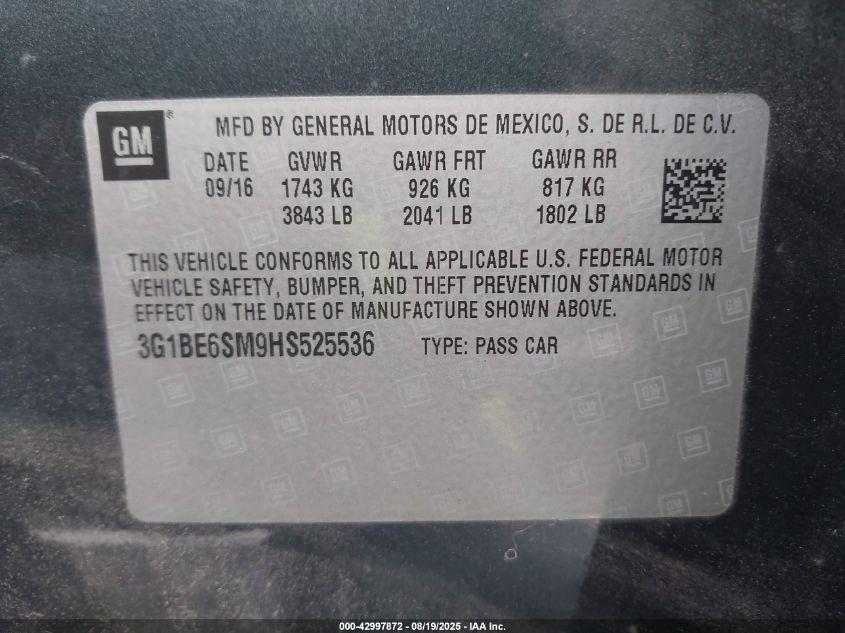 GM ®
MFD BY GENERAL MOTORS DE MEXICO, S. DE R.L. DE C.V.
DATE GVWR GAWR FRT GAWR RR
09/16 1743 KG 926 KG 817 KG
3843 LB 2041 LB 1802 LB
THIS VEHICLE CONFORMS TO ALL APPLICABLE U.S. FEDERAL MOTOR
VEHICLE SAFETY, BUMPER, AND THEFT PREVENTION STANDARDS IN
EFFECT ON THE DATE OF MANUFACTURE SHOWN ABOVE.
3G1BE6SM9HS525536 TYPE: PASS CAR
000-42997872 - 08/19/2025 - IAA Inc.